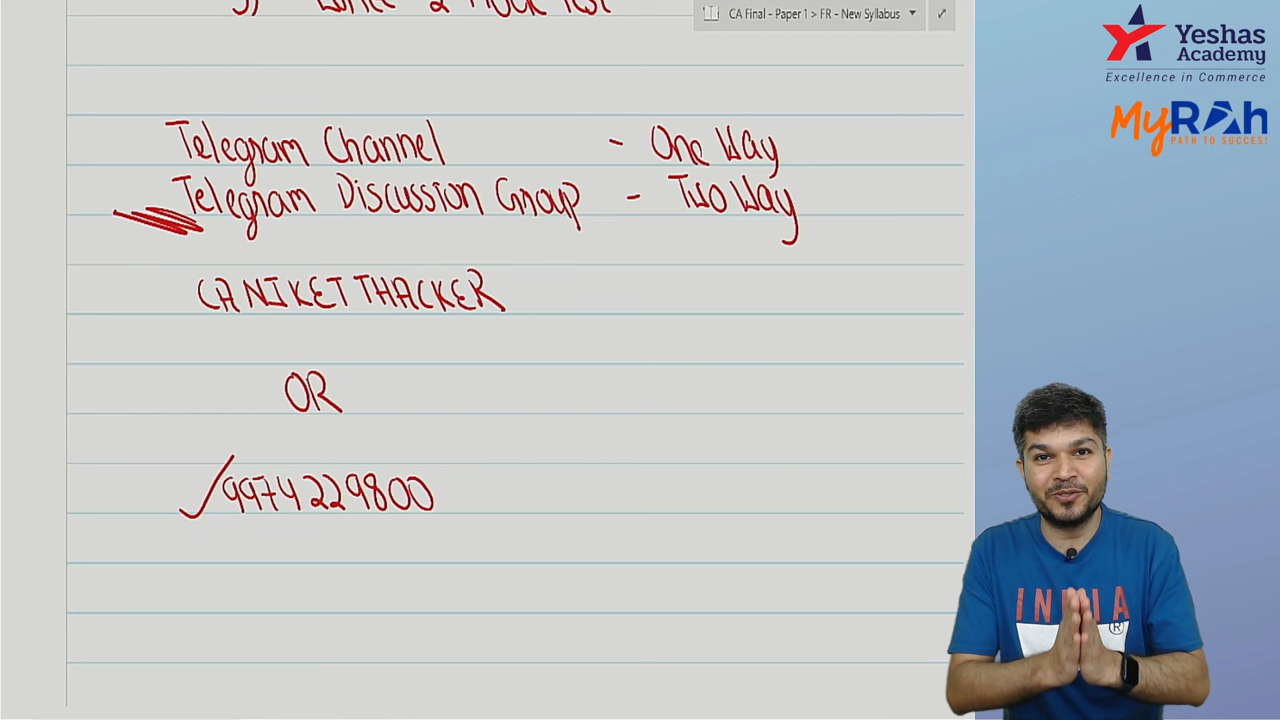 CA Final - Paper 1 > FR - New Syllabus
Yeshas
Academy
Excellence in Commerce
MyRAh
PATH TO SUCCESS!
Telegram Channel - One Way
Telegram Discussion Group - Two Way
CA NIKET THACKER
OR
9974229800
INDIA